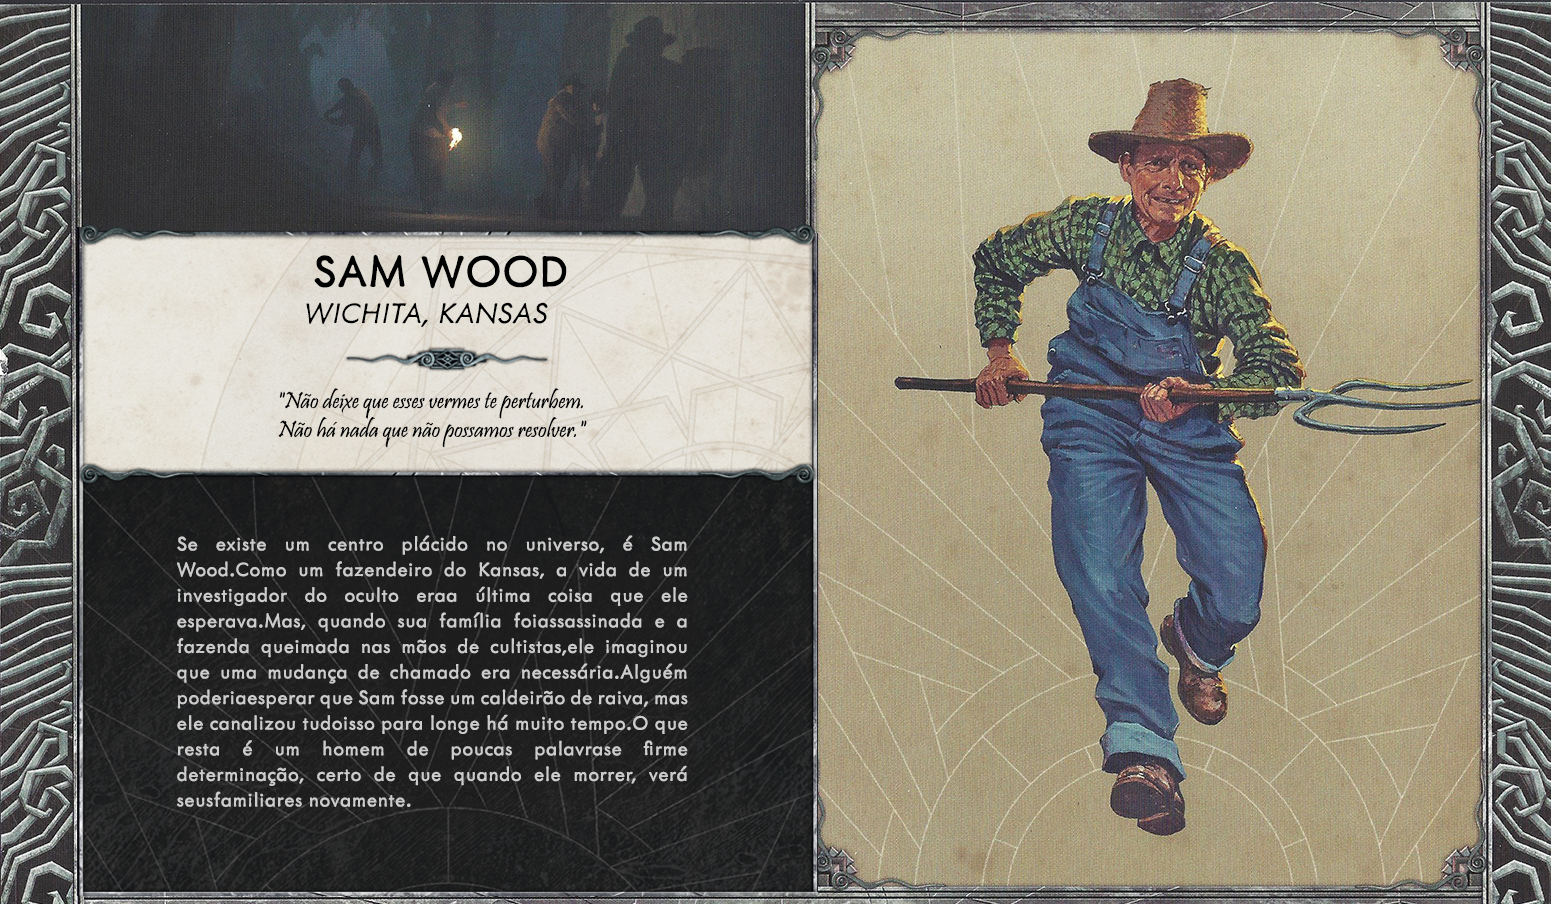 SAM WOOD
WICHITA, KANSAS
"Não deixe que esses vermes te perturbem.
Não há nada que não possamos resolver."
Se existe um centro plácido no universo, é Sam
Wood.Como um fazendeiro do Kansas, a vida de um
investigador do oculto eraa última coisa que ele
esperava.Mas, quando sua família foiassassinada e a
fazenda queimada nas mãos de cultistas,ele imaginou
que uma mudança de chamado era necessária.Alguém
poderiaesperar que Sam fosse um caldeirão de raiva, mas
ele canalizou tudoisso para longe há muito tempo.O que
resta é um homem de poucas palavrase firme
determinação, certo de que quando ele morrer, verá
seusfamiliares novamente.